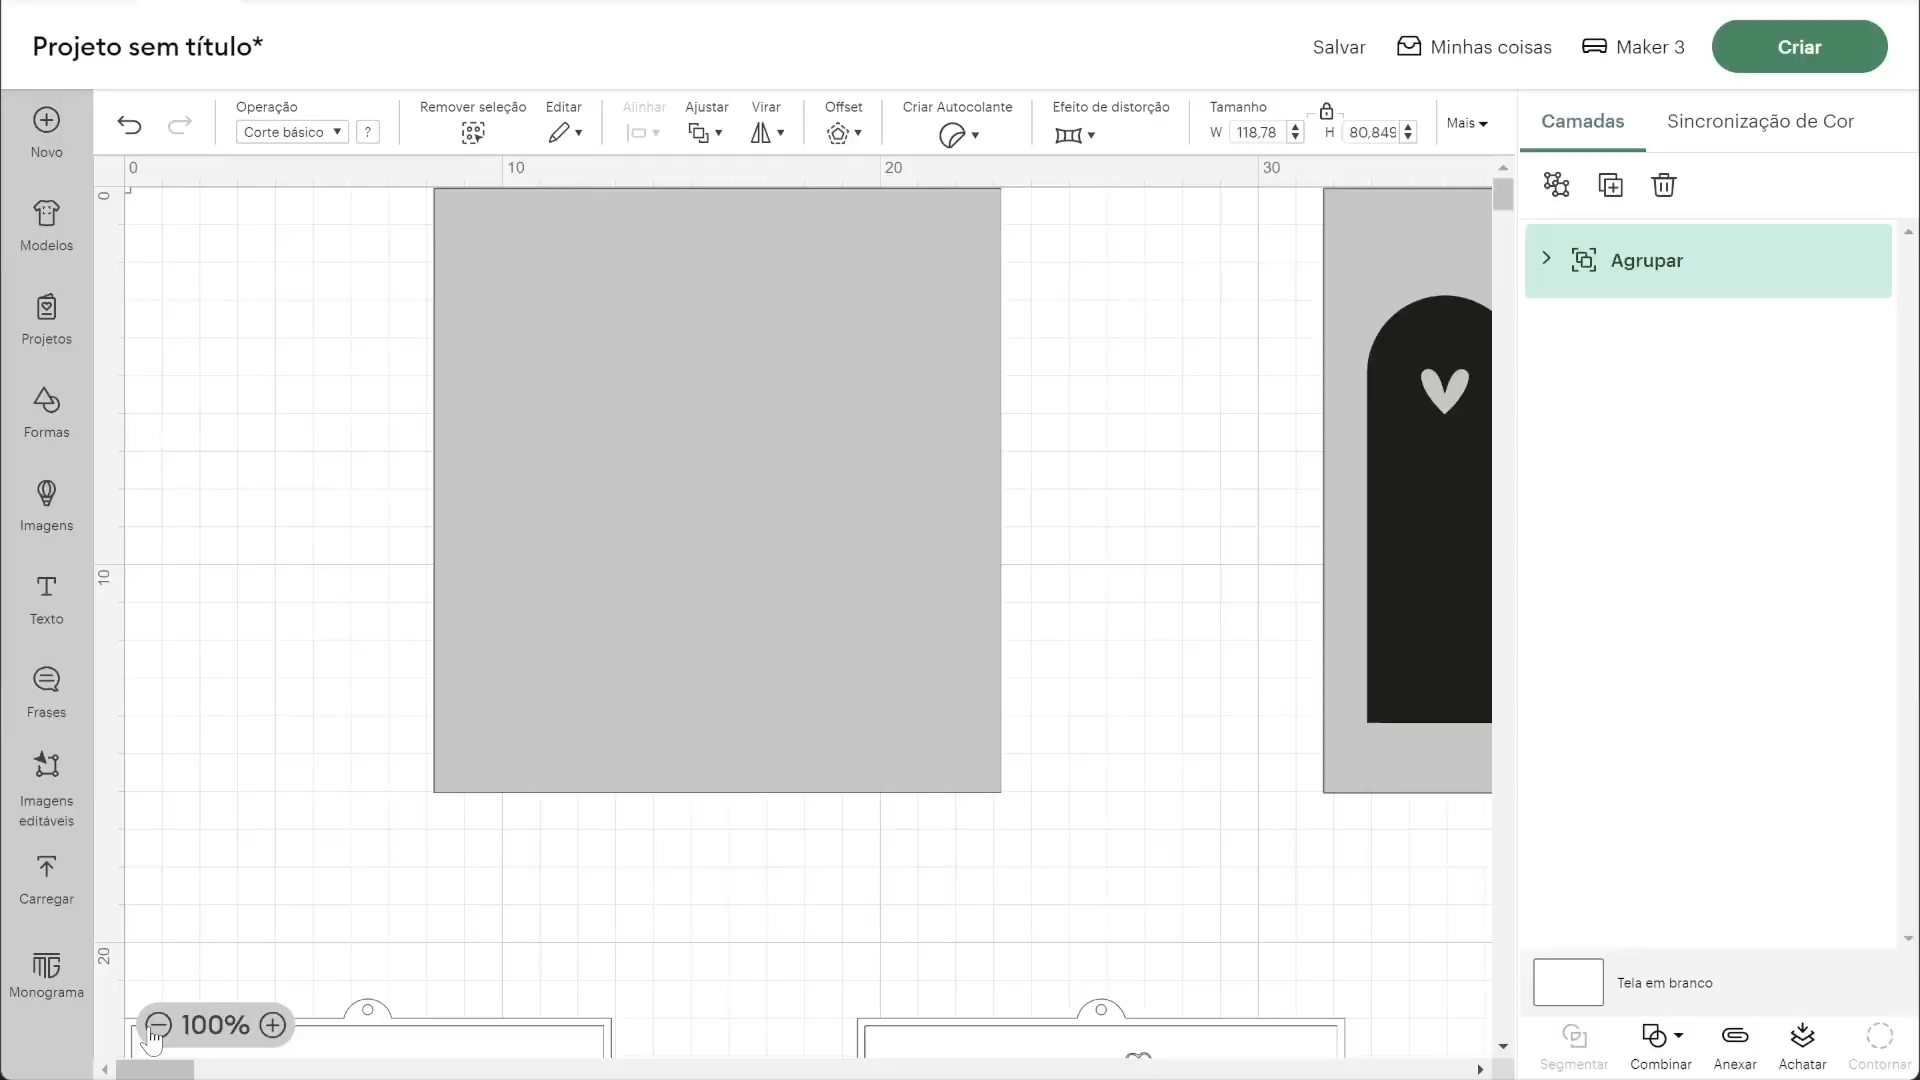 Projeto sem título*
Salvar
Minhas coisas
Maker 3
Criar
Operação
Corte básico
?
Remover seleção
Editar
Alinhar
Ajustar
Virar
Offset
Criar Autocolante
Efeito de distorção
Tamanho
W 118,78
H 80,849
Mais
Camadas
Sincronização de Cor
Novo
Modelos
Projetos
Formas
Imagens
Texto
Frases
Imagens
editáveis
Carregar
Monograma
0
10
20
30
0
10
20
Agrupar
100%
Tela em branco
Segmentar
Combinar
Anexar
Achatar
Contornar